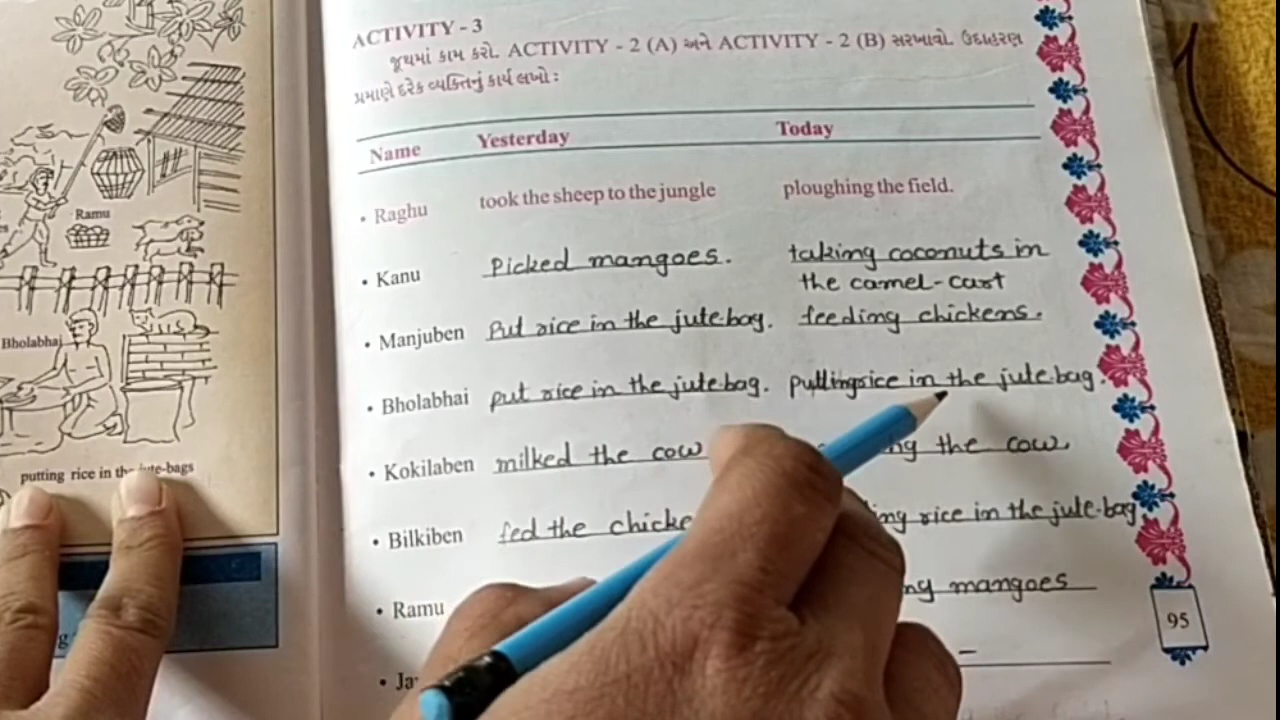 Ramu
Bholabhai
putting rice in the jute-bags
ACTIVITY - 3
જૂથમાં કામ કરો. ACTIVITY - 2 (A) અને ACTIVITY - 2 (B) સરખાવો. ઉદાહરણ
પ્રમાણે દરેક વ્યક્તિનું કાર્ય લખો :
Name Yesterday Today
• Raghu took the sheep to the jungle ploughing the field.
• Kanu Picked mangoes. taking coconuts in
the camel-cart
• Manjuben Put rice in the jute bag. feeding chickens.
• Bholabhai put rice in the jute bag. putting rice in the jute bag.
• Kokilaben milked the cow the cow
• Bilkiben fed the rice in the jute-bag
• Ramu mangoes
95